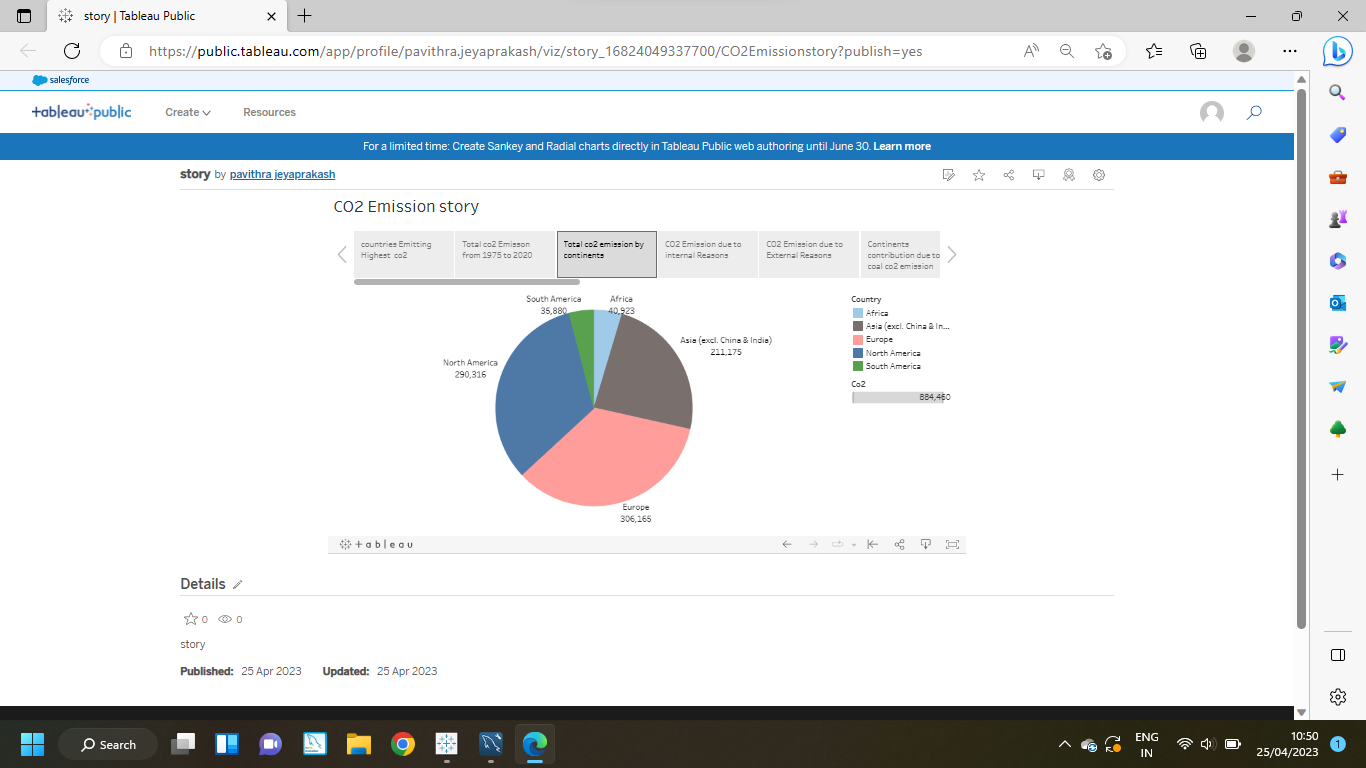 story | Tableau Public
https://public.tableau.com/app/profile/pavithra.jeyaprakash/viz/story_16824049337700/CO2Emissionstory?publish=yes
salesforce
+ableau public
Create
Resources
For a limited time: Create Sankey and Radial charts directly in Tableau Public web authoring until June 30. Learn more
story by pavithra jeyaprakash
CO2 Emission story
countries Emitting
Highest co2
Total co2 Emisson
from 1975 to 2020
Total co2 emission by
continents
CO2 Emission due to
internal Reasons
CO2 Emission due to
External Reasons
Continents
contribution due to
coal co2 emission
South America
35,880
Africa
40,923
Asia (excl. China & India)
211,175
North America
290,316
Europe
306,165
Country
Africa
Asia (excl. China & In...
Europe
North America
South America
Co2
884,460
+ableau
Details
0
0
story
Published: 25 Apr 2023
Updated: 25 Apr 2023
Search
ENG
IN
10:50
25/04/2023
1